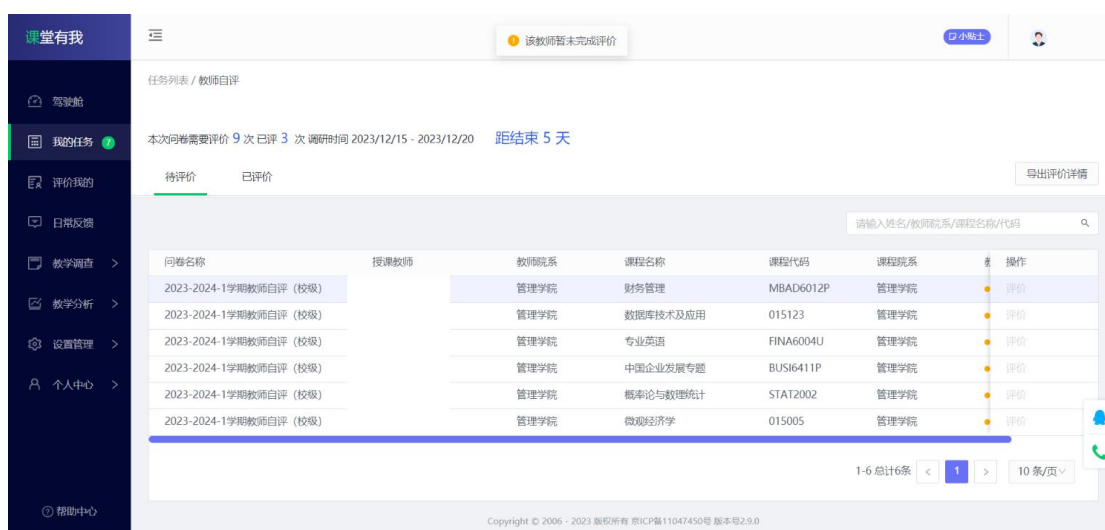 课堂有我
该教师暂未完成评价
小贴士
任务列表 / 教师自评
驾驶舱
我的任务 7
评价我的
日常反馈
教学调查 >
教学分析 >
设置管理 >
个人中心 >
帮助中心
本次问卷需要评价 9 次 已评 3 次 调研时间 2023/12/15 - 2023/12/20 距结束 5 天
待评价 已评价 导出评价详情
请输入姓名/教师院系/课程名称/代码
问卷名称 授课教师 教师院系 课程名称 课程代码 课程院系 操作
2023-2024-1学期教师自评（校级） 管理学院 财务管理 MBAD6012P 管理学院 评价
2023-2024-1学期教师自评（校级） 管理学院 数据库技术及应用 015123 管理学院 评价
2023-2024-1学期教师自评（校级） 管理学院 专业英语 FINA6004U 管理学院 评价
2023-2024-1学期教师自评（校级） 管理学院 中国企业发展专题 BUSI6411P 管理学院 评价
2023-2024-1学期教师自评（校级） 管理学院 概率论与数理统计 STAT2002 管理学院 评价
2023-2024-1学期教师自评（校级） 管理学院 微观经济学 015005 管理学院 评价
1-6 总计6条 < 1 > 10 条/页
Copyright © 2006 - 2023 版权所有 京ICP备11047450号 版本号2.9.0